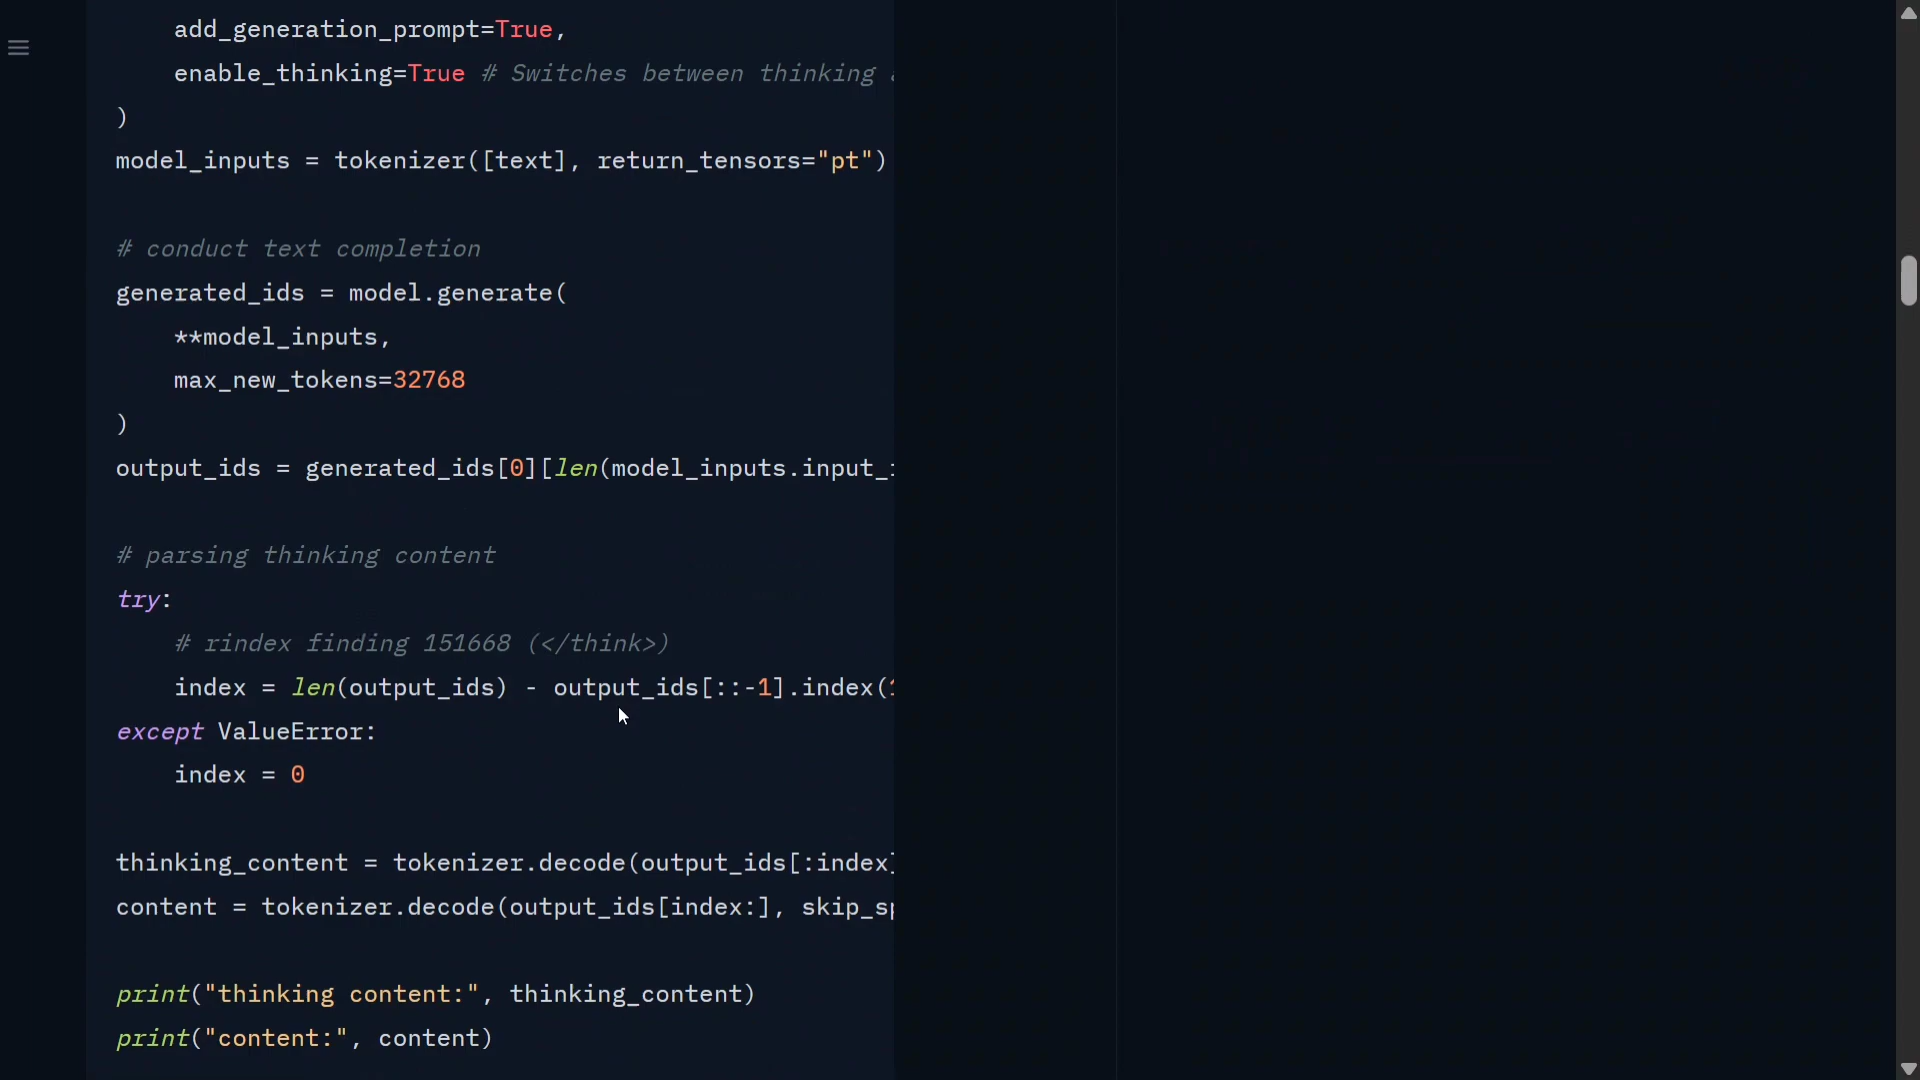 add_generation_prompt=True,
enable_thinking=True # Switches between thinking
)
model_inputs = tokenizer([text], return_tensors="pt")
# conduct text completion
generated_ids = model.generate(
**model_inputs,
max_new_tokens=32768
)
output_ids = generated_ids[0][len(model_inputs.input_
# parsing thinking content
try:
# rindex finding 151668 (</think>)
index = len(output_ids) - output_ids[::-1].index(
except ValueError:
index = 0
thinking_content = tokenizer.decode(output_ids[:index]
content = tokenizer.decode(output_ids[index:], skip_sp
print("thinking content:", thinking_content)
print("content:", content)